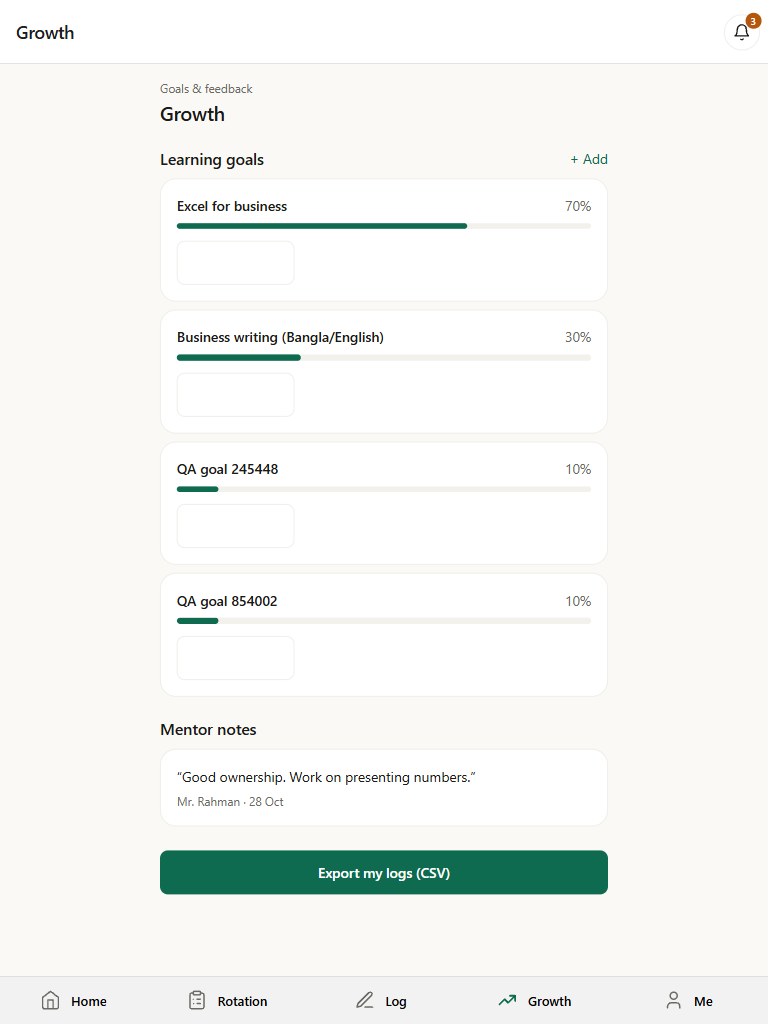 Growth
3
Goals & feedback
Growth
Learning goals
+ Add
Excel for business
70%
Business writing (Bangla/English)
30%
QA goal 245448
10%
QA goal 854002
10%
Mentor notes
“Good ownership. Work on presenting numbers.”
Mr. Rahman · 28 Oct
Export my logs (CSV)
Home
Rotation
Log
Growth
Me